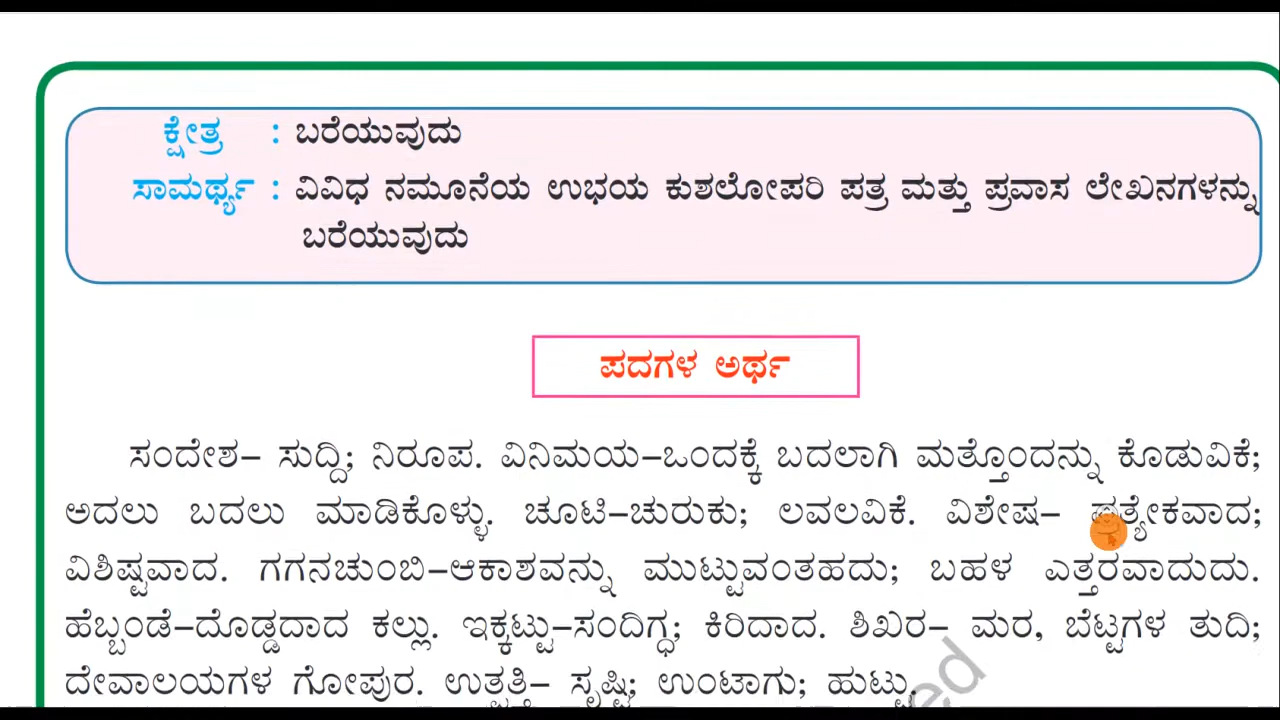 ಕ್ಷೇತ್ರ : ಬರೆಯುವುದು
ಸಾಮರ್ಥ್ಯ : ವಿವಿಧ ನಮೂನೆಯ ಉಭಯ ಕುಶಲೋಪರಿ ಪತ್ರ ಮತ್ತು ಪ್ರವಾಸ ಲೇಖನಗಳನ್ನು
ಬರೆಯುವುದು
ಪದಗಳ ಅರ್ಥ
ಸಂದೇಶ– ಸುದ್ದಿ; ನಿರೂಪ. ವಿನಿಮಯ–ಒಂದಕ್ಕೆ ಬದಲಾಗಿ ಮತ್ತೊಂದನ್ನು ಕೊಡುವಿಕೆ;
ಅದಲು ಬದಲು ಮಾಡಿಕೊಳ್ಳು. ಚೂಟಿ–ಚುರುಕು; ಲವಲವಿಕೆ. ವಿಶೇಷ– ಪ್ರತ್ಯೇಕವಾದ;
ವಿಶಿಷ್ಟವಾದ. ಗಗನಚುಂಬಿ–ಆಕಾಶವನ್ನು ಮುಟ್ಟುವಂತಹದು; ಬಹಳ ಎತ್ತರವಾದುದು.
ಹೆಬ್ಬಂಡೆ–ದೊಡ್ಡದಾದ ಕಲ್ಲು. ಇಕ್ಕಟ್ಟು–ಸಂದಿಗ್ಧ; ಕಿರಿದಾದ. ಶಿಖರ– ಮರ, ಬೆಟ್ಟಗಳ ತುದಿ;
ದೇವಾಲಯಗಳ ಗೋಪುರ. ಉತ್ಪತ್ತಿ– ಸೃಷ್ಟಿ; ಉಂಟಾಗು; ಹುಟ್ಟು.